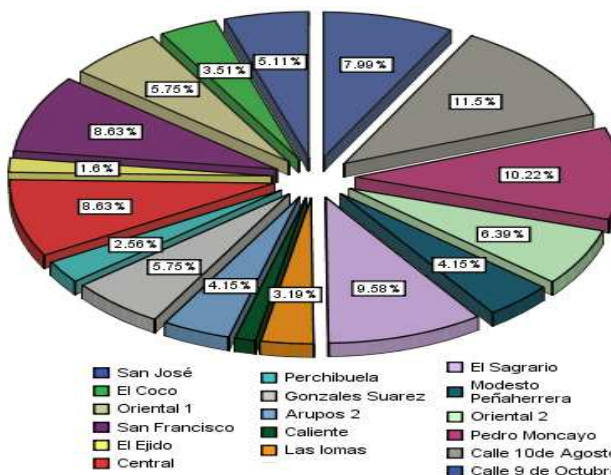 5.11%
7.99%
3.51%
5.75%
11.5%
8.63%
10.22%
1.6%
8.63%
6.39%
2.56%
4.15%
5.75%
4.15%
3.19%
9.58%
San José
El Coco
Oriental 1
San Francisco
El Ejido
Central
Perchibuela
Gonzales Suarez
Arupos 2
Caliente
Las lomas
El Sagrario
Modesto
Peñaherrera
Oriental 2
Pedro Moncayo
Calle 10de Agosto
Calle 9 de Octubre